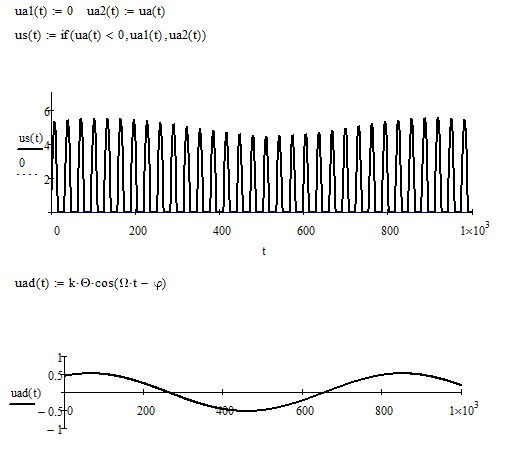 ua1(t) := 0 ua2(t) := ua(t)
us(t) := if(ua(t) < 0, ua1(t), ua2(t))
6
us(t)
4
0
2
0 200 400 600 800 1×10³
t
uad(t) := k·Θ·cos(Ω·t − φ)
1
0.5
uad(t)
0 200 400 600 800 1×10³
−0.5
−1